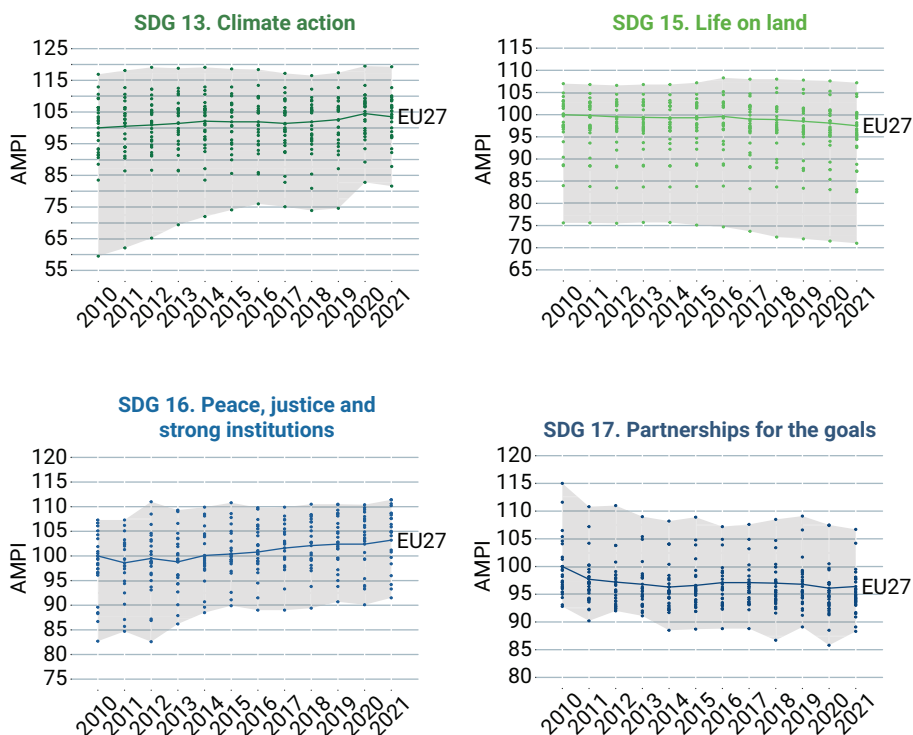 SDG 13. Climate action
125
115
105
95
85
75
65
55
AMPI
EU27
2010 2011 2012 2013 2014 2015 2016 2017 2018 2019 2020 2021
SDG 15. Life on land
115
110
105
100
95
90
85
80
75
70
65
AMPI
EU27
2010 2011 2012 2013 2014 2015 2016 2017 2018 2019 2020 2021
SDG 16. Peace, justice and
strong institutions
120
115
110
105
100
95
90
85
80
75
AMPI
EU27
2010 2011 2012 2013 2014 2015 2016 2017 2018 2019 2020 2021
SDG 17. Partnerships for the goals
120
115
110
105
100
95
90
85
80
AMPI
EU27
2010 2011 2012 2013 2014 2015 2016 2017 2018 2019 2020 2021